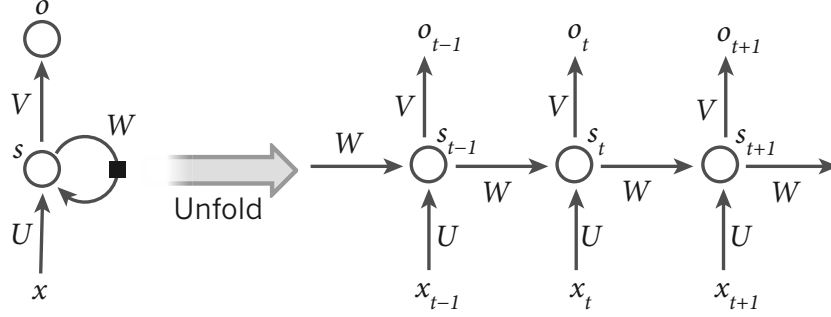 o
V
W
s
Unfold
U
x
o_{t-1} o_t o_{t+1}
V V V
W s_{t-1} s_t s_{t+1}
W W W
U U U
x_{t-1} x_t x_{t+1}